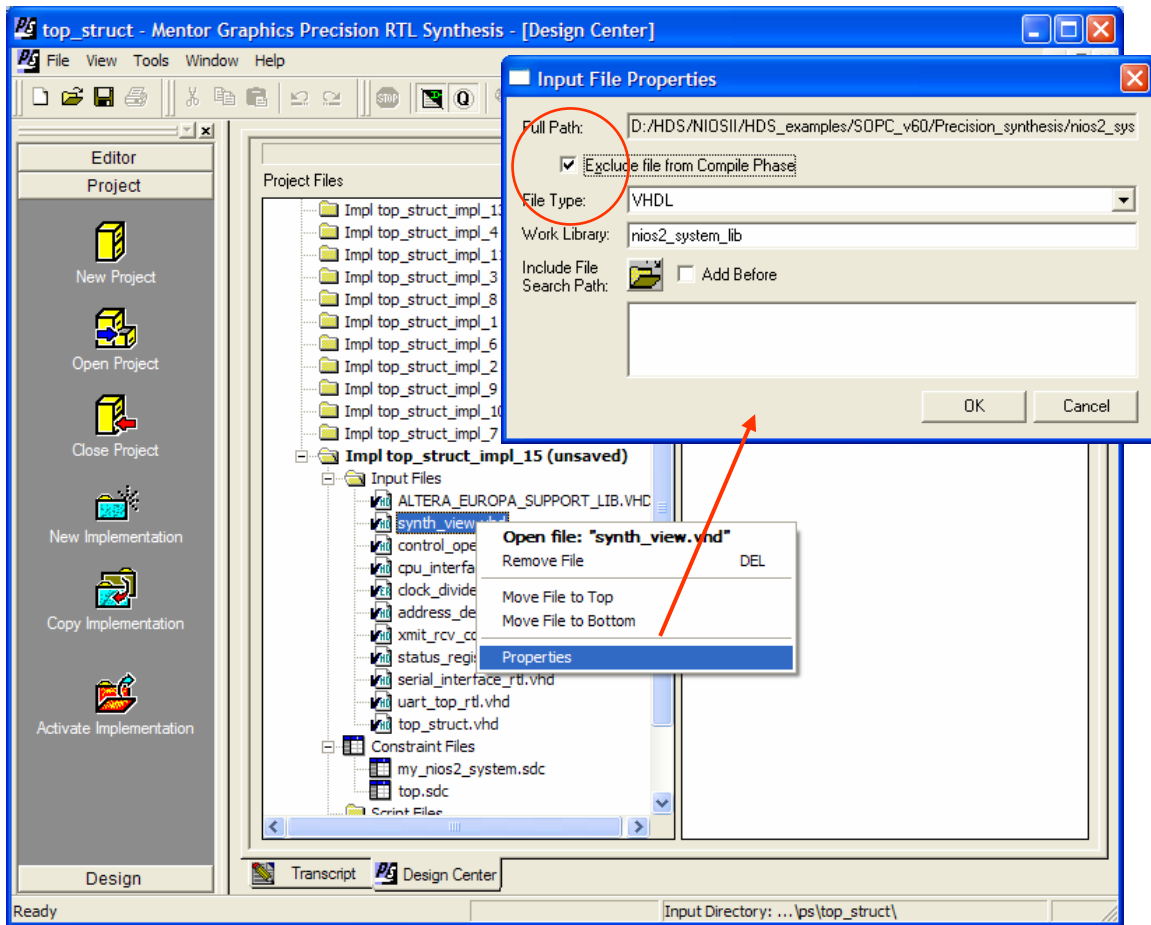 top_struct - Mentor Graphics Precision RTL Synthesis - [Design Center]
File View Tools Window Help
STOP
Q
Editor
Project
New Project
Open Project
Close Project
New Implementation
Copy Implementation
Activate Implementation
Design
Project Files
Impl top_struct_impl_13
Impl top_struct_impl_4
Impl top_struct_impl_1
Impl top_struct_impl_3
Impl top_struct_impl_8
Impl top_struct_impl_1
Impl top_struct_impl_6
Impl top_struct_impl_2
Impl top_struct_impl_9
Impl top_struct_impl_10
Impl top_struct_impl_7
Impl top_struct_impl_15 (unsaved)
Input Files
ALTERA_EUROPA_SUPPORT_LIB.VHD
synth_view.vhd
control_ope
cpu_interfa
clock_divide
address_de
xmit_rcv_co
status_regis
serial_interface_rtl.vhd
uart_top_rtl.vhd
top_struct.vhd
Constraint Files
my_nios2_system.sdc
top.sdc
Script Files
Open file: "synth_view.vhd"
Remove File DEL
Move File to Top
Move File to Bottom
Properties
Input File Properties
Full Path: D:/HDS/NIOSII/HDS_examples/SOPC_v60/Precision_synthesis/nios2_sys
Exclude file from Compile Phase
File Type: VHDL
Work Library: nios2_system_lib
Include File
Search Path:
Add Before
OK Cancel
Transcript Design Center
Ready
Input Directory: ...\ps\top_struct\